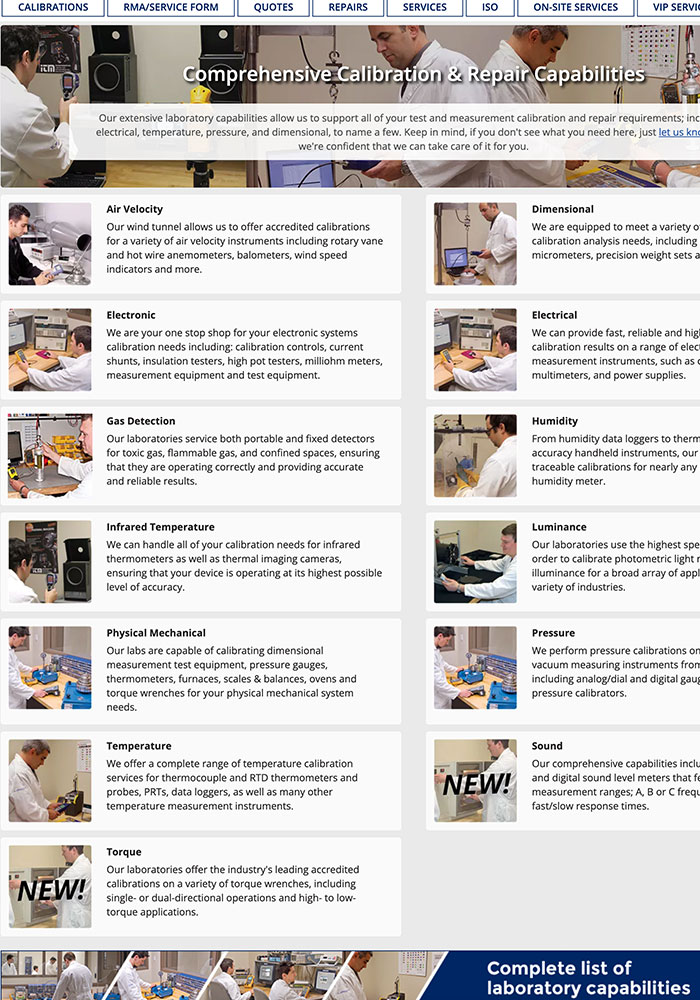 CALIBRATIONS
RMA/SERVICE FORM
QUOTES
REPAIRS
SERVICES
ISO
ON-SITE SERVICES
VIP
Comprehensive Calibration & Repair Capabilities
Our extensive laboratory capabilities allow us to support all of your test and measurement calibration and repair requirements;
electrical, temperature, pressure, and dimensional, to name a few. Keep in mind, if you don't see what you need here, just let us
we're confident that we can take care of it for you.
Air Velocity
Our wind tunnel allows us to offer accredited calibrations
for a variety of air velocity instruments including rotary vane
and hot wire anemometers, balometers, wind speed
indicators and more.
Dimensional
We are equipped to meet a variety
calibration analysis needs, including
micrometers, precision weight sets
Electronic
We are your one stop shop for your electronic systems
calibration needs including: calibration controls, current
shunts, insulation testers, high pot testers, milliohm meters,
measurement equipment and test equipment.
Electrical
We can provide fast, reliable and
calibration results on a range of
measurement instruments, such as
multimeters, and power supplies.
Gas Detection
Our laboratories service both portable and fixed detectors
for toxic gas, flammable gas, and confined spaces, ensuring
that they are operating correctly and providing accurate
and reliable results.
Humidity
From humidity data loggers to
accuracy handheld instruments, our
traceable calibrations for nearly any
humidity meter.
Infrared Temperature
We can handle all of your calibration needs for infrared
thermometers as well as thermal imaging cameras,
ensuring that your device is operating at its highest possible
level of accuracy.
Luminance
Our laboratories use the highest
order to calibrate photometric light
illuminance for a broad array of
variety of industries.
Physical Mechanical
Our labs are capable of calibrating dimensional
measurement test equipment, pressure gauges,
thermometers, furnaces, scales & balances, ovens and
torque wrenches for your physical mechanical system
needs.
Pressure
We perform pressure calibrations on
vacuum measuring instruments from
including analog/dial and digital
pressure calibrators.
Temperature
We offer a complete range of temperature calibration
services for thermocouple and RTD thermometers and
probes, PRTs, data loggers, as well as many other
temperature measurement instruments.
NEW!
Sound
Our comprehensive capabilities
and digital sound level meters that
measurement ranges; A, B or C
fast/slow response times.
NEW!
Torque
Our laboratories offer the industry's leading accredited
calibrations on a variety of torque wrenches, including
single- or dual-directional operations and high- to low-
torque applications.
Complete list of
laboratory capabilities